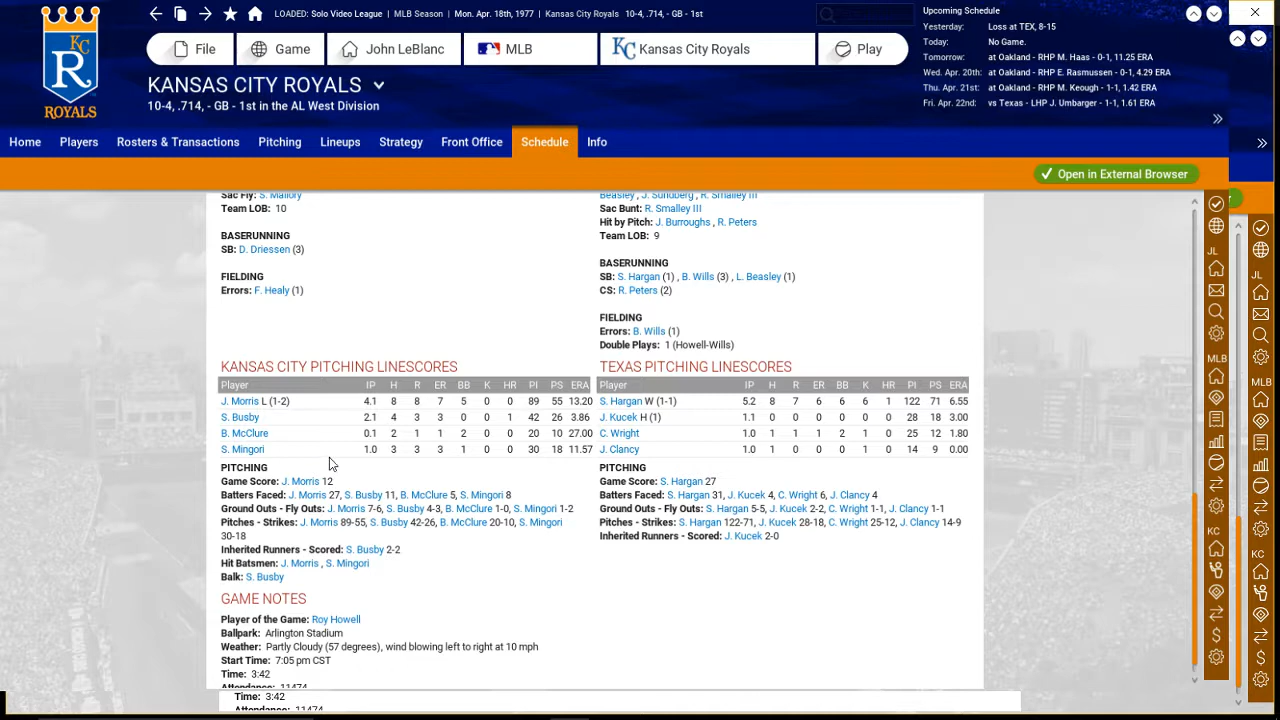 LOADED: Solo Video League | MLB Season | Mon. Apr. 18th, 1977 | Kansas City Royals 10-4, .714, - GB - 1st
File Game John LeBlanc MLB KC Kansas City Royals Play
KC R ROYALS
KANSAS CITY ROYALS
10-4, .714, - GB - 1st in the AL West Division
Upcoming Schedule
Yesterday: Loss at TEX, 8-15
Today: No Game.
Tomorrow: at Oakland - RHP M. Haas - 0-1, 11.25 ERA
Wed. Apr. 20th: at Oakland - RHP E. Rasmussen - 0-1, 4.29 ERA
Thu. Apr. 21st: at Oakland - RHP M. Keough - 1-1, 1.42 ERA
Fri. Apr. 22nd: vs Texas - LHP J. Umbarger - 1-1, 1.61 ERA
Home Players Rosters & Transactions Pitching Lineups Strategy Front Office Schedule Info
Open in External Browser
Sac Fly: S. Mallory
Team LOB: 10
BASERUNNING
SB: D. Driessen (3)
FIELDING
Errors: F. Healy (1)
Beasley , J. Sundberg , R. Smalley III
Sac Bunt: R. Smalley III
Hit by Pitch: J. Burroughs , R. Peters
Team LOB: 9
BASERUNNING
SB: S. Hargan (1) , B. Wills (3) , L. Beasley (1)
CS: R. Peters (2)
FIELDING
Errors: B. Wills (1)
Double Plays: 1 (Howell-Wills)
KANSAS CITY PITCHING LINESCORES
Player IP H R ER BB K HR PI PS ERA
J. Morris L (1-2) 4.1 8 8 7 5 0 0 89 55 13.20
S. Busby 2.1 4 3 3 0 0 1 42 26 3.86
B. McClure 0.1 2 1 1 2 0 0 20 10 27.00
S. Mingori 1.0 3 3 3 1 0 0 30 18 11.57
PITCHING
Game Score: J. Morris 12
Batters Faced: J. Morris 27, S. Busby 11, B. McClure 5, S. Mingori 8
Ground Outs - Fly Outs: J. Morris 7-6, S. Busby 4-3, B. McClure 1-0, S. Mingori 1-2
Pitches - Strikes: J. Morris 89-55, S. Busby 42-26, B. McClure 20-10, S. Mingori
30-18
Inherited Runners - Scored: S. Busby 2-2
Hit Batsmen: J. Morris , S. Mingori
Balk: S. Busby
TEXAS PITCHING LINESCORES
Player IP H R ER BB K HR PI PS ERA
S. Hargan W (1-1) 5.2 8 7 6 6 6 1 122 71 6.55
J. Kucek H (1) 1.1 0 0 0 0 1 0 28 18 3.00
C. Wright 1.0 1 1 1 2 1 0 25 12 1.80
J. Clancy 1.0 1 0 0 0 1 0 14 9 0.00
PITCHING
Game Score: S. Hargan 27
Batters Faced: S. Hargan 31, J. Kucek 4, C. Wright 6, J. Clancy 4
Ground Outs - Fly Outs: S. Hargan 5-5, J. Kucek 2-2, C. Wright 1-1, J. Clancy 1-1
Pitches - Strikes: S. Hargan 122-71, J. Kucek 28-18, C. Wright 25-12, J. Clancy 14-9
Inherited Runners - Scored: J. Kucek 2-0
GAME NOTES
Player of the Game: Roy Howell
Ballpark: Arlington Stadium
Weather: Partly Cloudy (57 degrees), wind blowing left to right at 10 mph
Start Time: 7:05 pm CST
Time: 3:42
Attendance: 11474
Time: 3:42
Attendance: 11474
JL
MLB
KC
JL
MLB
KC